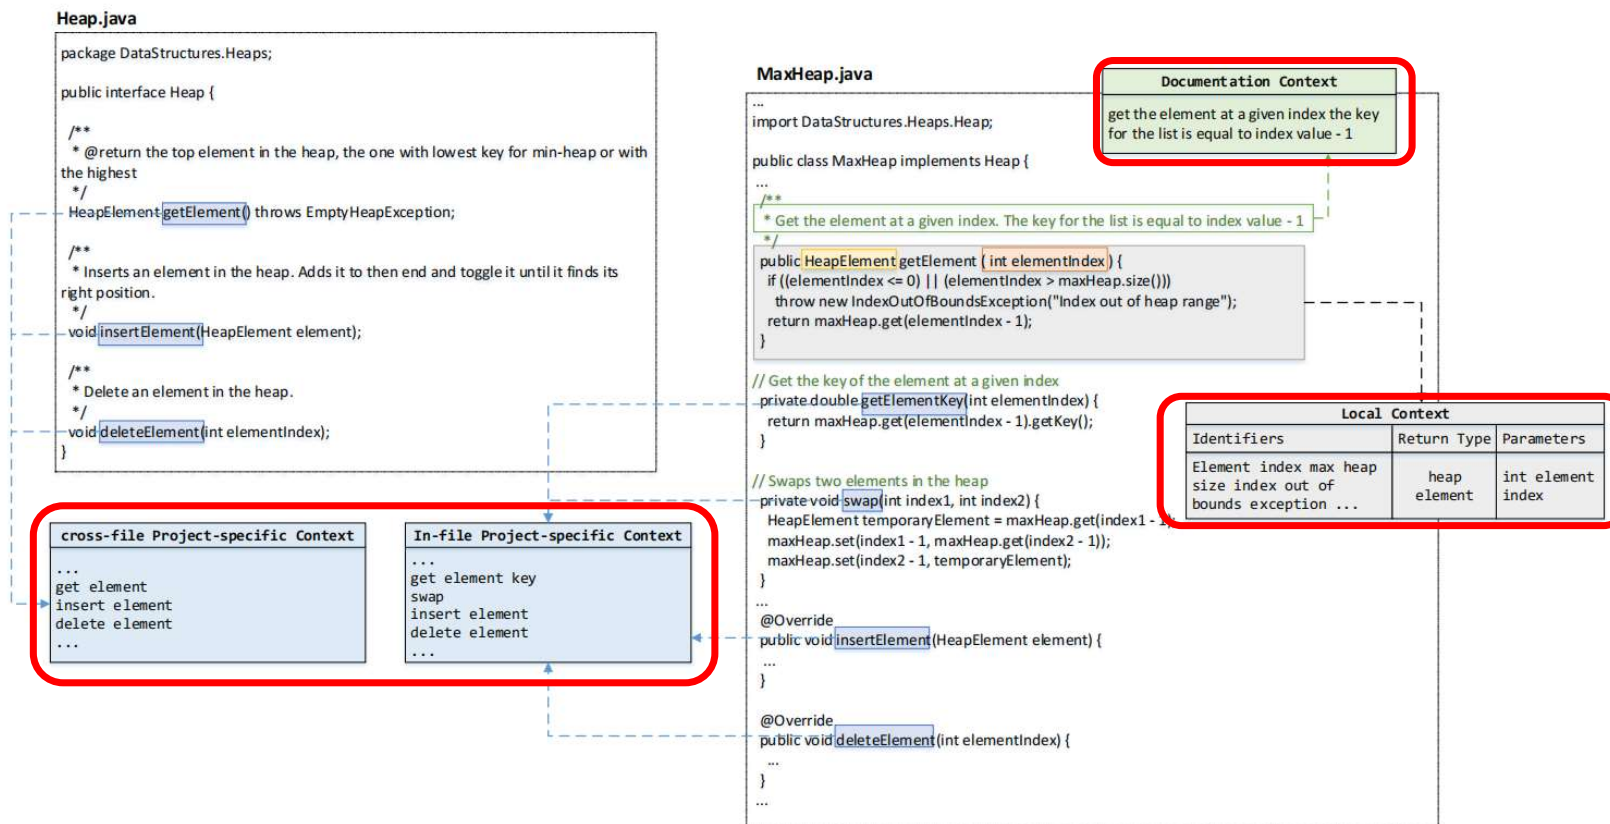 Heap.java
package DataStructures.Heaps;
public interface Heap {
/**
* @return the top element in the heap, the one with lowest key for min-heap or with
the highest
*/
HeapElement getElement() throws EmptyHeapException;
/**
* Inserts an element in the heap. Adds it to then end and toggle it until it finds its
right position.
*/
void insertElement(HeapElement element);
/**
* Delete an element in the heap.
*/
void deleteElement(int elementIndex);
}
cross-file Project-specific Context
...
get element
insert element
delete element
...
In-file Project-specific Context
...
get element key
swap
insert element
delete element
...
MaxHeap.java
...
import DataStructures.Heaps.Heap;
public class MaxHeap implements Heap {
...
/**
* Get the element at a given index. The key for the list is equal to index value - 1
*/
public HeapElement getElement ( int elementIndex ) {
if ((elementIndex <= 0) || (elementIndex > maxHeap.size()))
throw new IndexOutOfBoundsException("Index out of heap range");
return maxHeap.get(elementIndex - 1);
}
// Get the key of the element at a given index
private double getElementKey(int elementIndex) {
return maxHeap.get(elementIndex - 1).getKey();
}
// Swaps two elements in the heap
private void swap(int index1, int index2) {
HeapElement temporaryElement = maxHeap.get(index1 - 1);
maxHeap.set(index1 - 1, maxHeap.get(index2 - 1));
maxHeap.set(index2 - 1, temporaryElement);
}
...
@Override
public void insertElement(HeapElement element) {
...
}
@Override
public void deleteElement(int elementIndex) {
...
}
...
Documentation Context
get the element at a given index the key
for the list is equal to index value - 1
Local Context
Identifiers Return Type Parameters
Element index max heap
size index out of
bounds exception ...
heap
element
int element
index